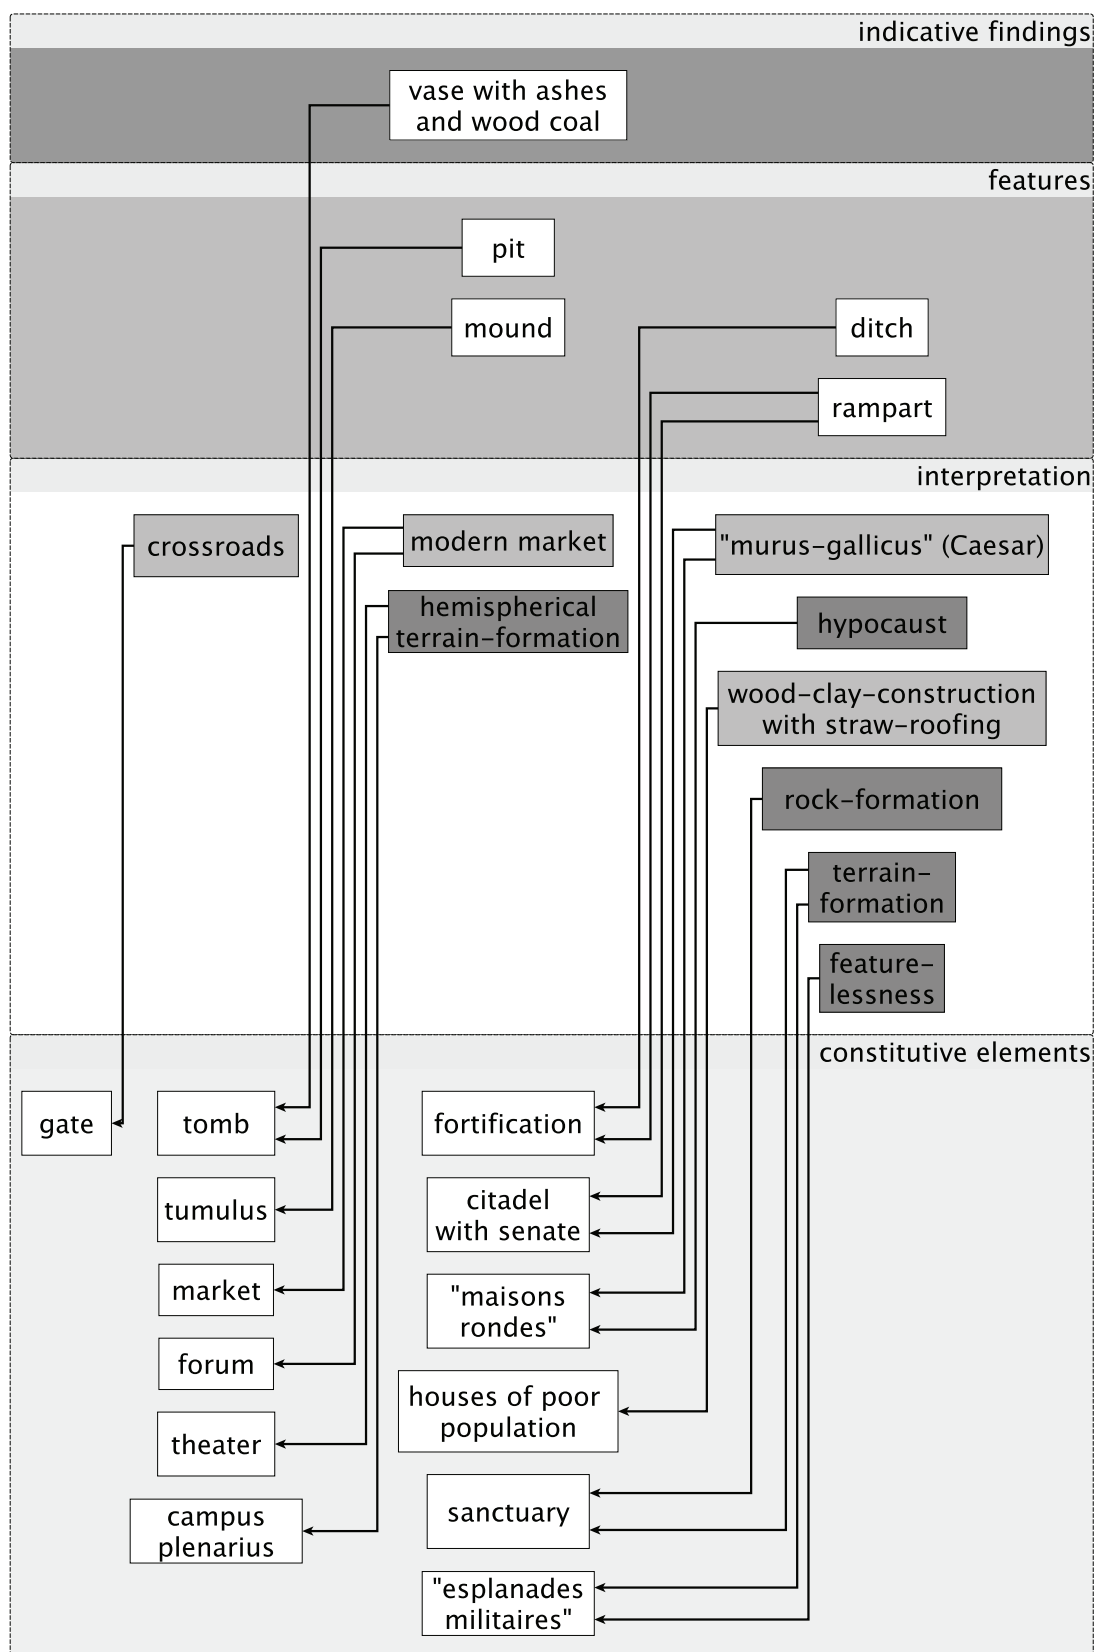 indicative findings
vase with ashes
and wood coal
features
pit
mound
ditch
rampart
interpretation
crossroads
modern market
"murus-gallicus" (Caesar)
hemispherical
terrain-formation
hypocaust
wood-clay-construction
with straw-roofing
rock-formation
terrain-
formation
feature-
lessness
constitutive elements
gate
tomb
fortification
tumulus
citadel
with senate
market
"maisons
rondes"
forum
houses of poor
population
theater
sanctuary
campus
plenarius
"esplanades
militaires"